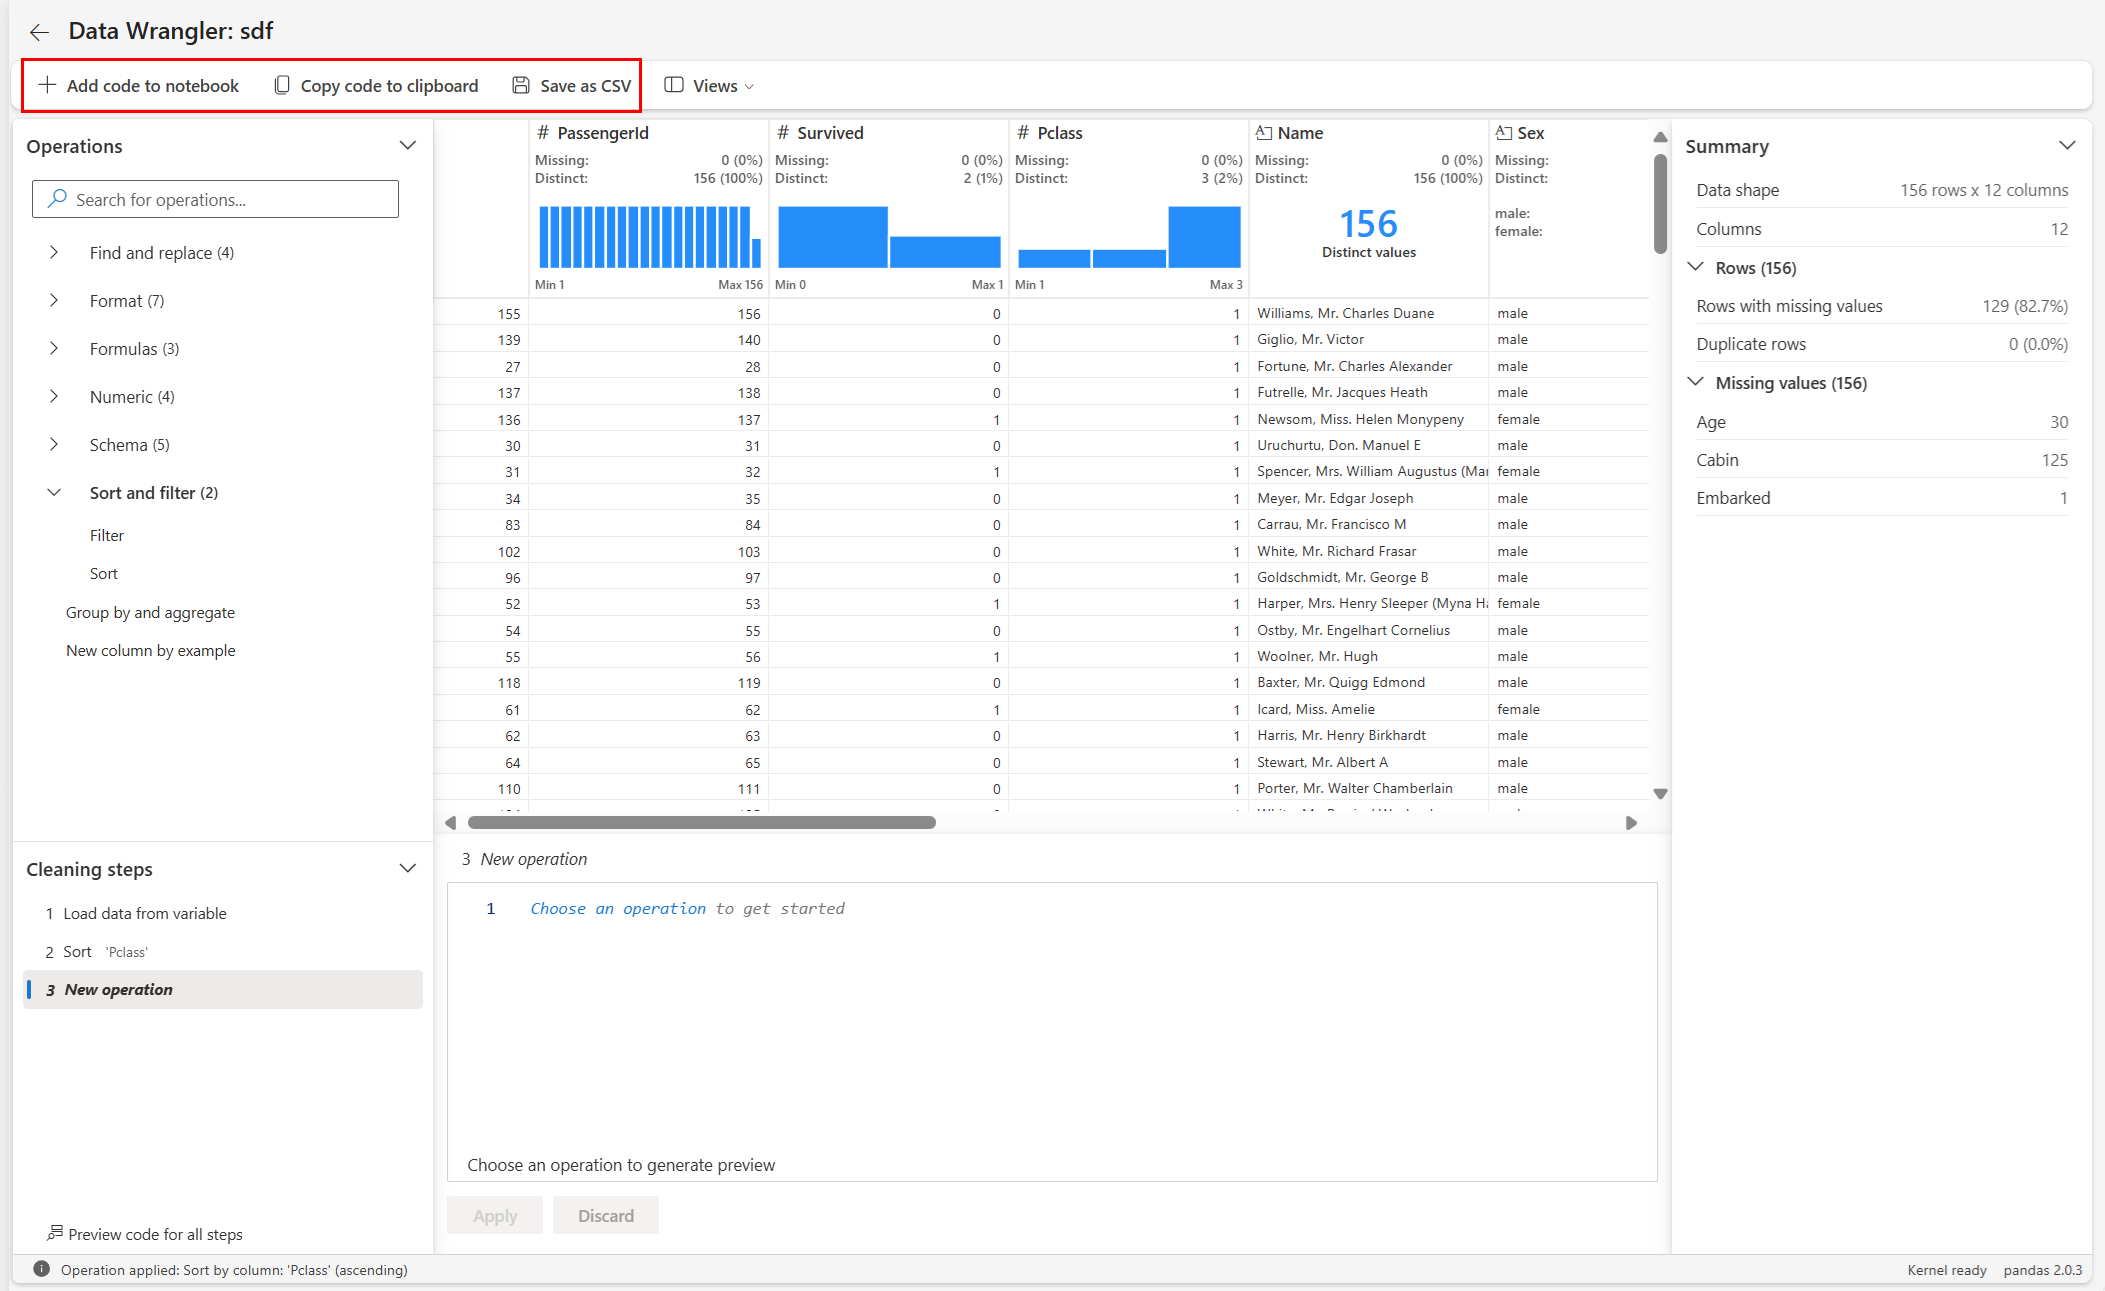 Data Wrangler: sdf
Add code to notebook Copy code to clipboard Save as CSV Views
Operations
Search for operations...
Find and replace (4)
Format (7)
Formulas (3)
Numeric (4)
Schema (5)
Sort and filter (2)
Filter
Sort
Group by and aggregate
New column by example
# PassengerId # Survived # Pclass Name Sex
Missing: 0 (0%) Missing: 0 (0%) Missing: 0 (0%) Missing: 0 (0%) Missing:
Distinct: 156 (100%) Distinct: 2 (1%) Distinct: 3 (2%) Distinct: 156 (100%) Distinct:
156
Distinct values
male:
female:
Min 1 Max 156 Min 0 Max 1 Min 1 Max 3
155 156 0 1 Williams, Mr. Charles Duane male
139 140 0 1 Giglio, Mr. Victor male
27 28 0 1 Fortune, Mr. Charles Alexander male
137 138 0 1 Futrelle, Mr. Jacques Heath male
136 137 1 1 Newsom, Miss. Helen Monypeny female
30 31 0 1 Uruchurtu, Don. Manuel E male
31 32 1 1 Spencer, Mrs. William Augustus (Mar female
34 35 0 1 Meyer, Mr. Edgar Joseph male
83 84 0 1 Carrau, Mr. Francisco M male
102 103 0 1 White, Mr. Richard Frasar male
96 97 0 1 Goldschmidt, Mr. George B male
52 53 1 1 Harper, Mrs. Henry Sleeper (Myna Ha female
54 55 0 1 Ostby, Mr. Engelhart Cornelius male
55 56 1 1 Woolner, Mr. Hugh male
118 119 0 1 Baxter, Mr. Quigg Edmond male
61 62 1 1 Icard, Miss. Amelie female
62 63 0 1 Harris, Mr. Henry Birkhardt male
64 65 0 1 Stewart, Mr. Albert A male
110 111 0 1 Porter, Mr. Walter Chamberlain male
Summary
Data shape 156 rows x 12 columns
Columns 12
Rows (156)
Rows with missing values 129 (82.7%)
Duplicate rows 0 (0.0%)
Missing values (156)
Age 30
Cabin 125
Embarked 1
Cleaning steps
1 Load data from variable
2 Sort 'Pclass'
3 New operation
Preview code for all steps
3 New operation
1 Choose an operation to get started
Choose an operation to generate preview
Apply Discard
Operation applied: Sort by column: 'Pclass' (ascending)
Kernel ready pandas 2.0.3